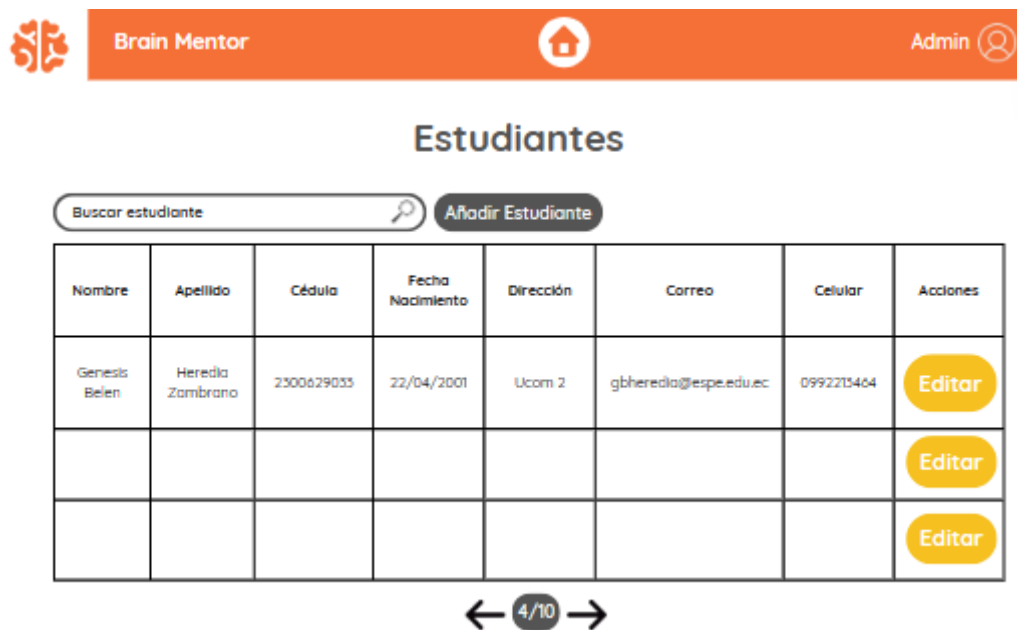 Brain Mentor
Admin
Estudiantes
Buscar estudiante
Añadir Estudiante
Nombre
Apellido
Cédula
Fecha
Nacimiento
Dirección
Correo
Celular
Acciones
Genesis
Belen
Heredia
Zambrano
2300629033
22/04/2001
Ucom 2
gbheredia@espe.edu.ec
0992213464
Editar
Editar
Editar
4/10